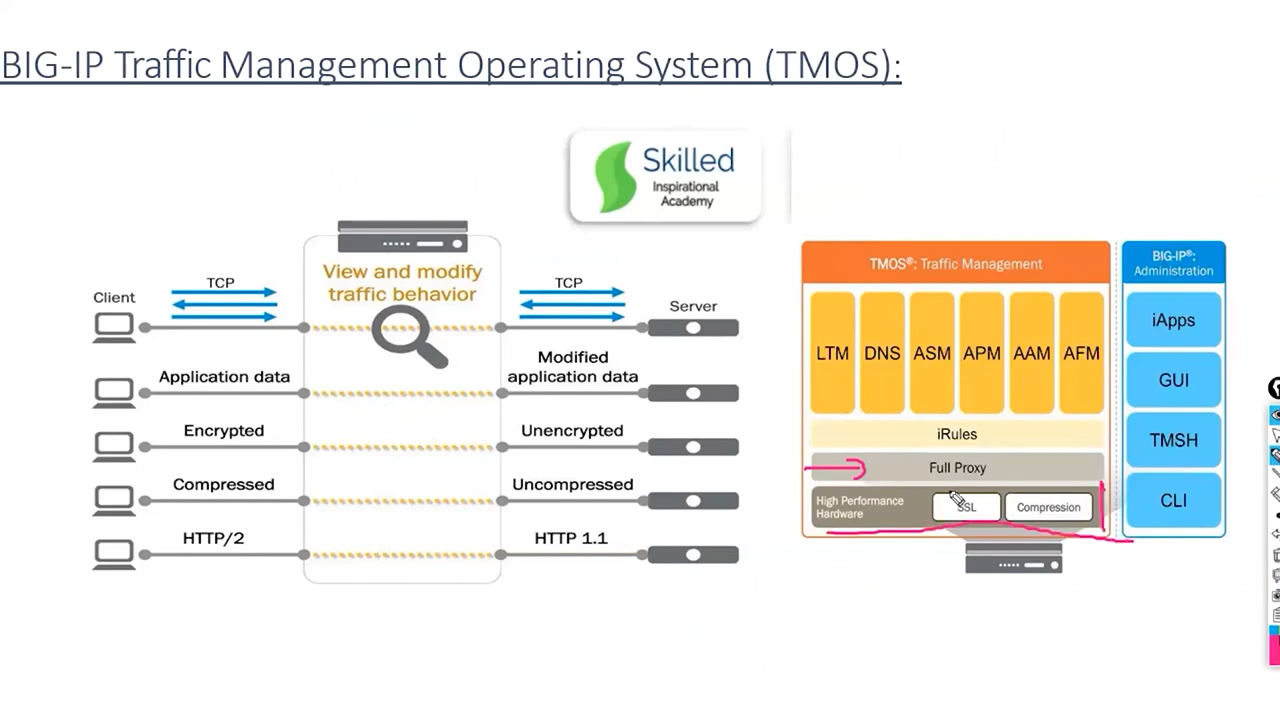 BIG-IP Traffic Management Operating System (TMOS):
Skilled
Inspirational
Academy
View and modify
traffic behavior
Client
TCP
TCP
Server
Application data
Modified
application data
Encrypted
Unencrypted
Compressed
Uncompressed
HTTP/2
HTTP 1.1
TMOS®: Traffic Management
LTM
DNS
ASM
APM
AAM
AFM
iRules
Full Proxy
High Performance
Hardware
SSL
Compression
BIG-IP®:
Administration
iApps
GUI
TMSH
CLI